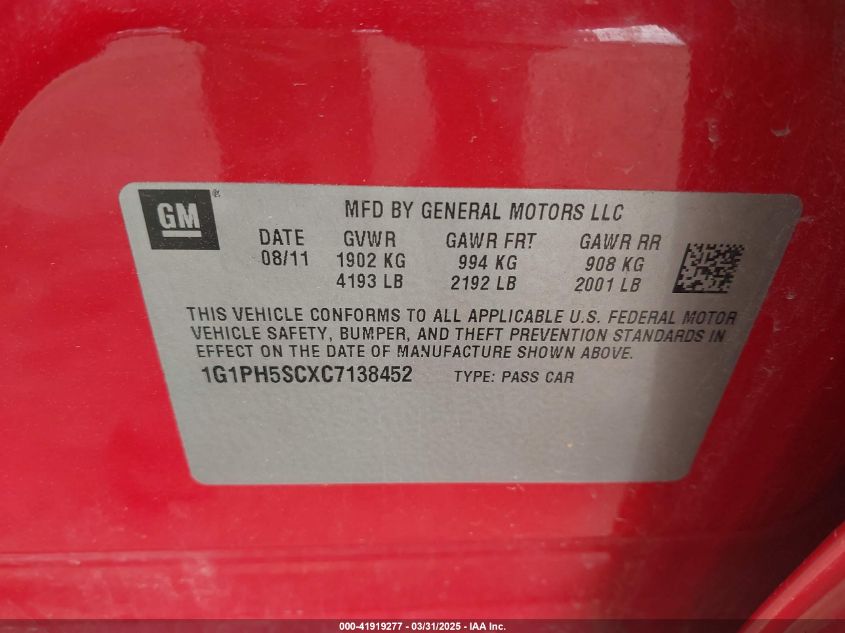 GM®
MFD BY GENERAL MOTORS LLC
DATE GVWR GAWR FRT GAWR RR
08/11 1902 KG 994 KG 908 KG
4193 LB 2192 LB 2001 LB
THIS VEHICLE CONFORMS TO ALL APPLICABLE U.S. FEDERAL MOTOR
VEHICLE SAFETY, BUMPER, AND THEFT PREVENTION STANDARDS IN
EFFECT ON THE DATE OF MANUFACTURE SHOWN ABOVE.
1G1PH5SCXC7138452 TYPE: PASS CAR
000-41919277 - 03/31/2025 - IAA Inc.